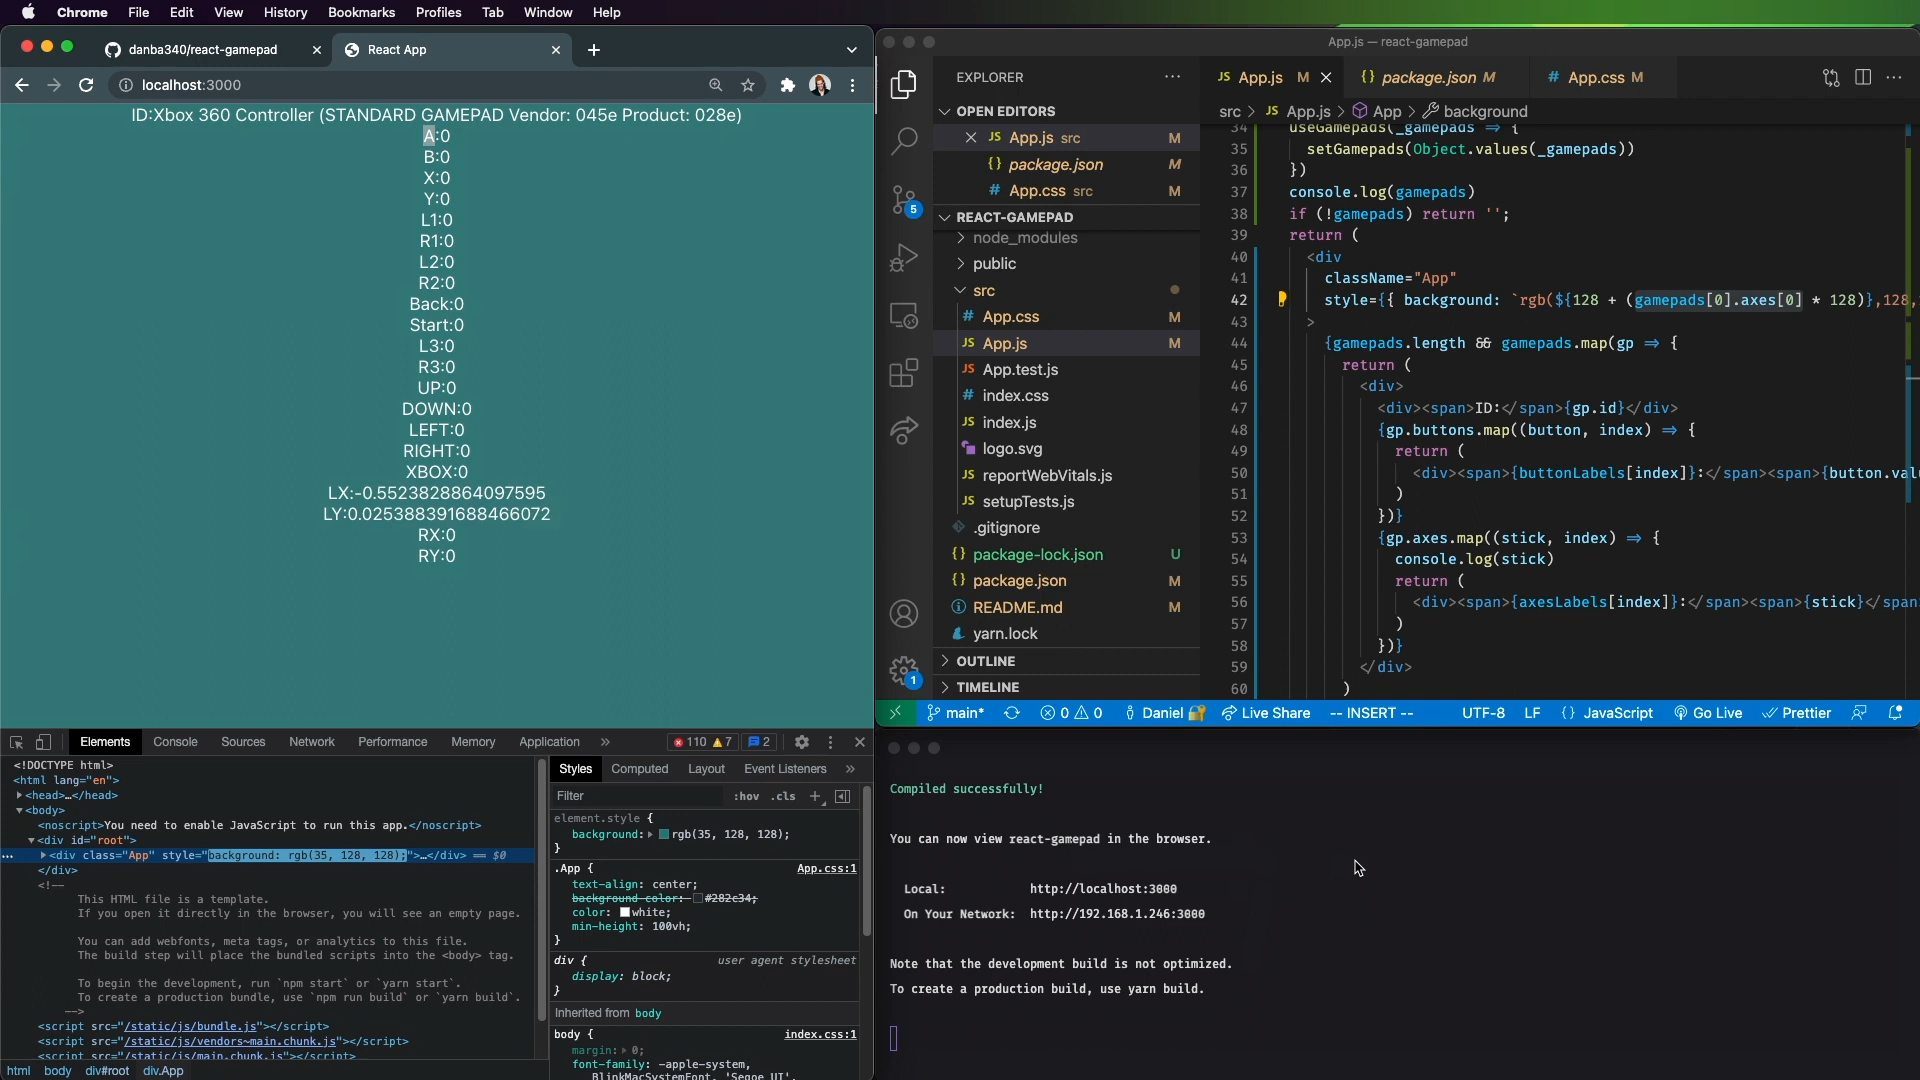 Chrome File Edit View History Bookmarks Profiles Tab Window Help
danba340/react-gamepad
React App
localhost:3000
ID:Xbox 360 Controller (STANDARD GAMEPAD Vendor: 045e Product: 028e)
A:0
B:0
X:0
Y:0
L1:0
R1:0
L2:0
R2:0
Back:0
Start:0
L3:0
R3:0
UP:0
DOWN:0
LEFT:0
RIGHT:0
XBOX:0
LX:-0.5523828864097595
LY:0.025388391688466072
RX:0
RY:0
Elements Console Sources Network Performance Memory Application » 110 7 2
<!DOCTYPE html>
<html lang="en">
<head>…</head>
<body>
<noscript>You need to enable JavaScript to run this app.</noscript>
<div id="root">
<div class="App" style="background: rgb(35, 128, 128);">…</div> == $0
</div>
<!--
This HTML file is a template.
If you open it directly in the browser, you will see an empty page.
You can add webfonts, meta tags, or analytics to this file.
The build step will place the bundled scripts into the <body> tag.
To begin the development, run `npm start` or `yarn start`.
To create a production bundle, use `npm run build` or `yarn build`.
-->
<script src="/static/js/bundle.js"></script>
<script src="/static/js/vendors~main.chunk.js"></script>
<script src="/static/js/main.chunk.js"></script>
html body div#root div.App
Styles Computed Layout Event Listeners »
Filter :hov .cls +
element.style {
background: rgb(35, 128, 128);
}
.App { App.css:1
text-align: center;
background-color: #282c34;
color: white;
min-height: 100vh;
}
div { user agent stylesheet
display: block;
}
Inherited from body
body { index.css:1
margin: 0;
font-family: -apple-system,
BlinkMacSystemFont, 'Segoe UI',
App.js — react-gamepad
EXPLORER
OPEN EDITORS
App.js src M
package.json M
App.css src M
REACT-GAMEPAD
node_modules
public
src
App.css M
App.js M
App.test.js
index.css
index.js
logo.svg
reportWebVitals.js
setupTests.js
.gitignore
package-lock.json U
package.json M
README.md M
yarn.lock
OUTLINE
TIMELINE
5
1
JS App.js M
{} package.json M
# App.css M
src > JS App.js > App > background
34 useGamepads(_gamepads => {
35 setGamepads(Object.values(_gamepads))
36 })
37 console.log(gamepads)
38 if (!gamepads) return '';
39 return (
40 <div
41 className="App"
42 style={{ background: `rgb(${128 + (gamepads[0].axes[0] * 128)},128,
43 >
44 {gamepads.length && gamepads.map(gp => {
45 return (
46 <div>
47 <div><span>ID:</span>{gp.id}</div>
48 {gp.buttons.map((button, index) => {
49 return (
50 <div><span>{buttonLabels[index]}:</span><span>{button.val
51 )
52 })}
53 {gp.axes.map((stick, index) => {
54 console.log(stick)
55 return (
56 <div><span>{axesLabels[index]}:</span><span>{stick}</span
57 )
58 })}
59 </div>
60 )
main* 0 0 Daniel Live Share -- INSERT -- UTF-8 LF {} JavaScript Go Live Prettier
Compiled successfully!
You can now view react-gamepad in the browser.
Local: http://localhost:3000
On Your Network: http://192.168.1.246:3000
Note that the development build is not optimized.
To create a production build, use yarn build.